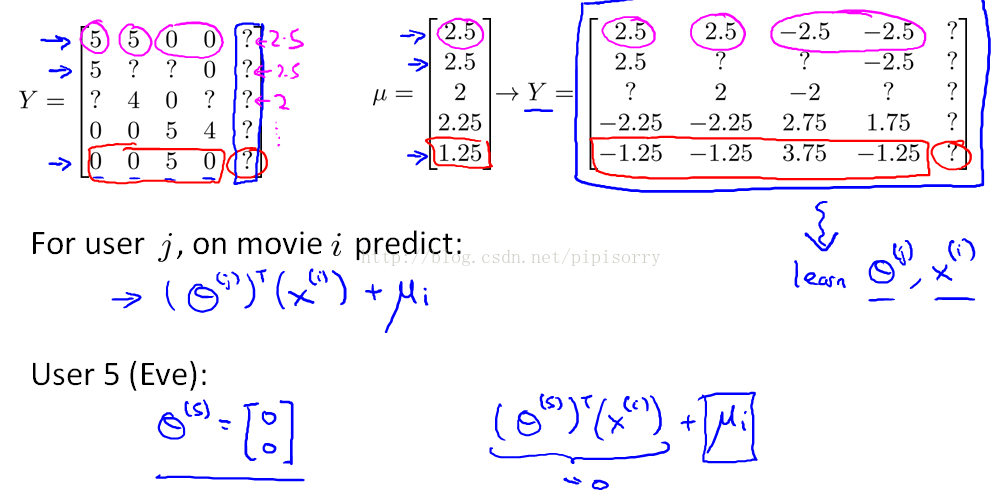 Y = [5 5 0 0 ? ← 2.5
→ 5 ? ? 0 ? ← 2.5
? 4 0 ? ? ← 2
0 0 5 4 ? ⋮
→ 0 0 5 0 ?]
→ μ = [2.5
→ 2.5
2
2.25
→ 1.25]
→ Y = [2.5 2.5 −2.5 −2.5 ?
2.5 ? ? −2.5 ?
? 2 −2 ? ?
−2.25 −2.25 2.75 1.75 ?
−1.25 −1.25 3.75 −1.25 ?]
For user j, on movie i predict:
http://blog.csdn.net/pipisorry
→ (Θ^(j))^T (x^(i)) + μ_i
learn Θ^(j), x^(i)
User 5 (Eve):
Θ^(5) = [0
0]
(Θ^(5))^T (x^(i)) + μ_i
= 0